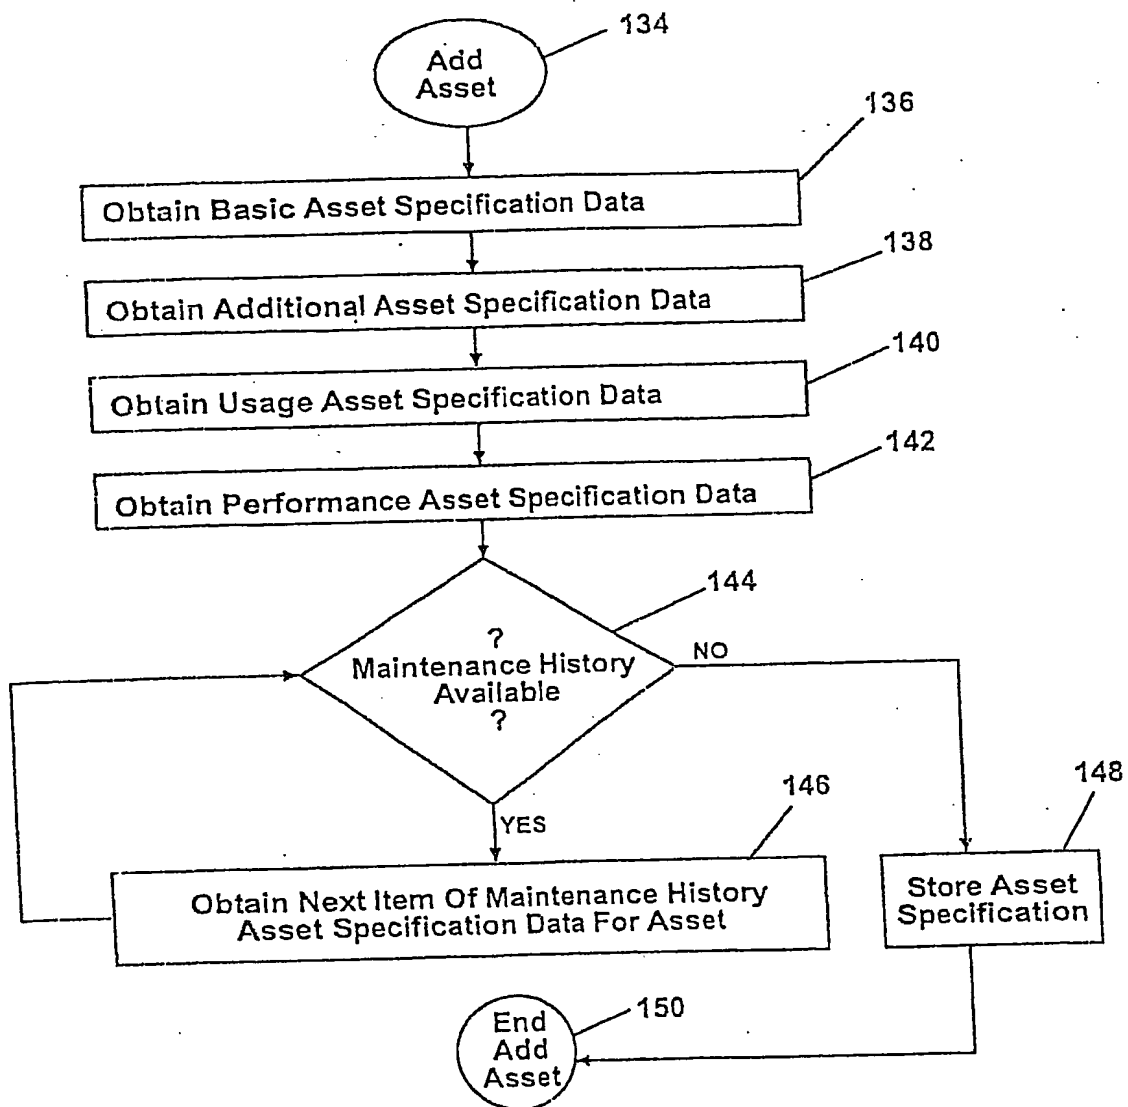 134
Add
Asset
136
Obtain Basic Asset Specification Data
138
Obtain Additional Asset Specification Data
140
Obtain Usage Asset Specification Data
142
Obtain Performance Asset Specification Data
144
?
Maintenance History
Available
?
NO
YES
146
148
Obtain Next Item Of Maintenance History
Asset Specification Data For Asset
Store Asset
Specification
150
End
Add
Asset